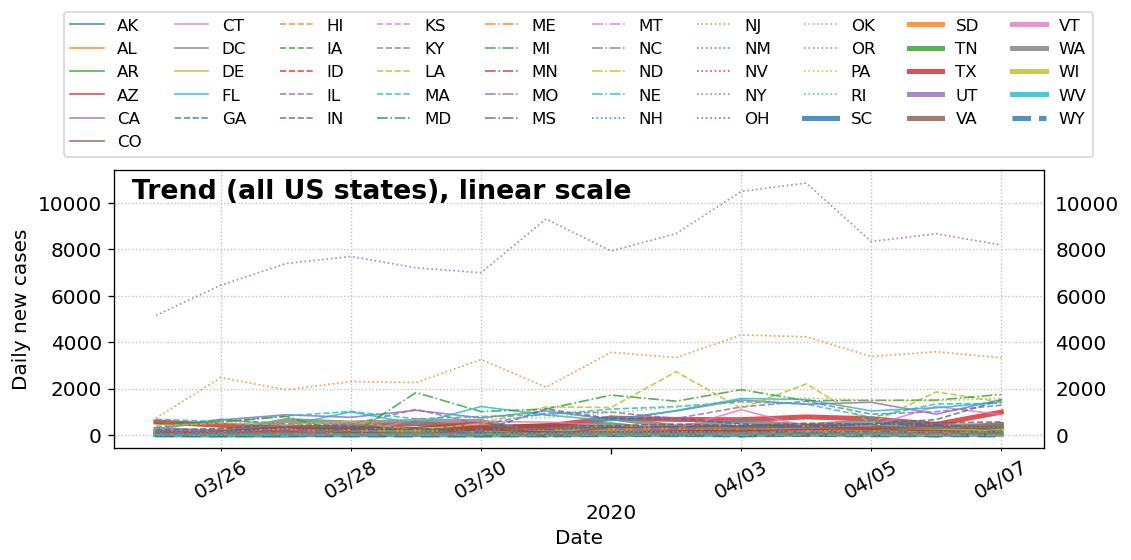 AK CT HI KS ME MT NJ OK SD VT
AL DC IA KY MI NC NM OR TN WA
AR DE ID LA MN ND NV PA TX WI
AZ FL IL MA MO NE NY RI UT WV
CA GA IN MD MS NH OH SC VA WY
CO
Trend (all US states), linear scale
10000 10000
8000 8000
6000 6000
4000 4000
2000 2000
0 0
Daily new cases
03/26 03/28 03/30 04/03 04/05 04/07
2020
Date